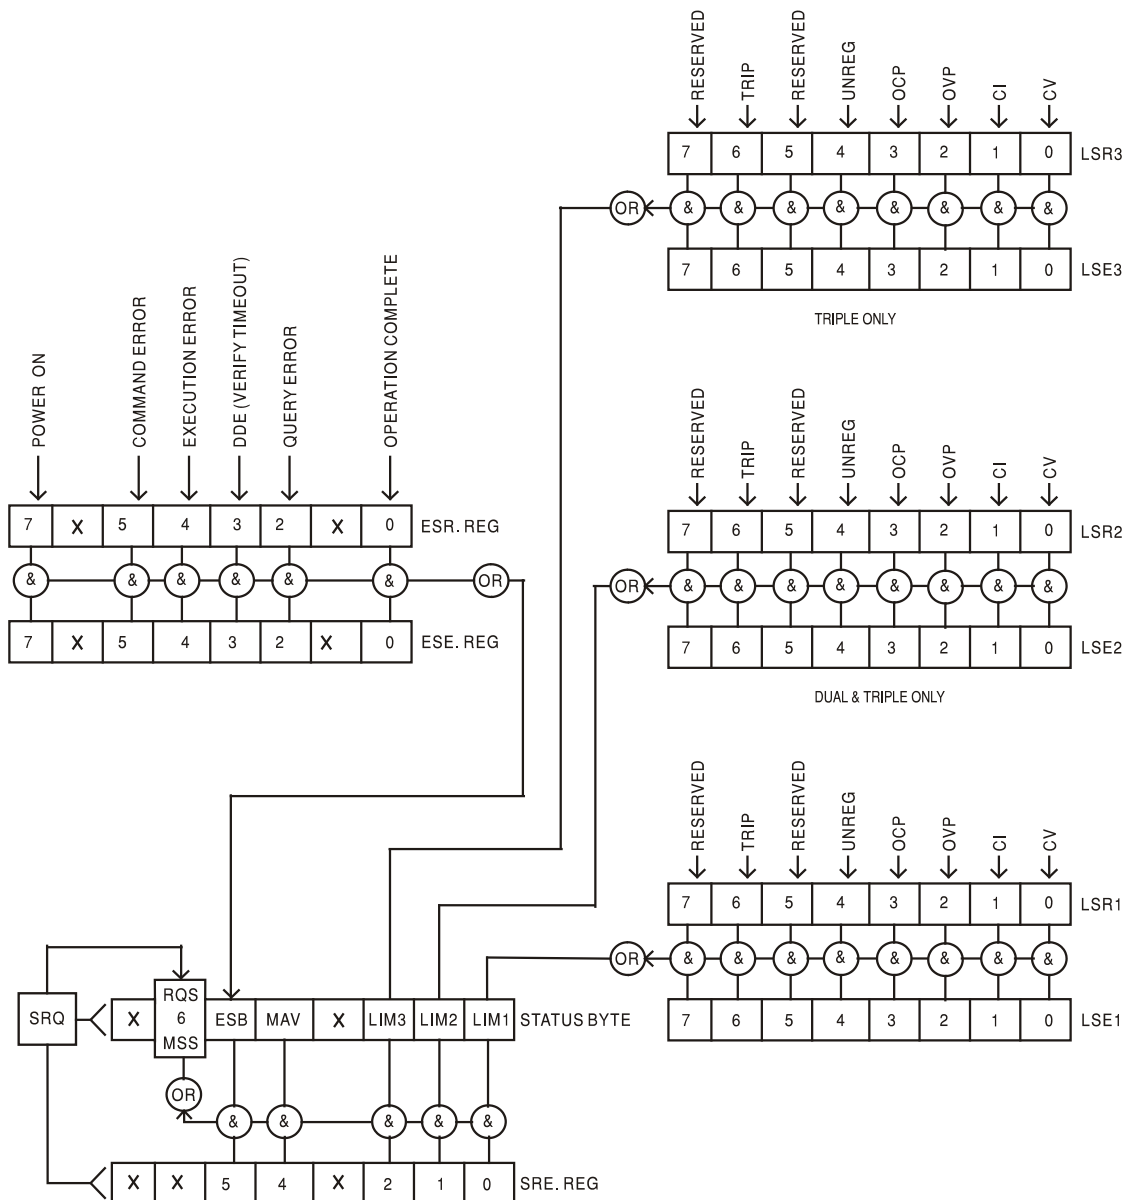 RESERVED TRIP RESERVED UNREG OCP OVP CI CV
7 6 5 4 3 2 1 0 LSR3
OR & & & & & & & &
7 6 5 4 3 2 1 0 LSE3
TRIPLE ONLY
POWER ON COMMAND ERROR EXECUTION ERROR DDE (VERIFY TIMEOUT) QUERY ERROR OPERATION COMPLETE
7 X 5 4 3 2 X 0 ESR. REG
& & & & & & OR
7 X 5 4 3 2 X 0 ESE. REG
RESERVED TRIP RESERVED UNREG OCP OVP CI CV
7 6 5 4 3 2 1 0 LSR2
OR & & & & & & & &
7 6 5 4 3 2 1 0 LSE2
DUAL & TRIPLE ONLY
RESERVED TRIP RESERVED UNREG OCP OVP CI CV
7 6 5 4 3 2 1 0 LSR1
OR & & & & & & & &
7 6 5 4 3 2 1 0 LSE1
SRQ X RQS 6 MSS ESB MAV X LIM3 LIM2 LIM1 STATUS BYTE
OR
& & & & &
X X 5 4 X 2 1 0 SRE. REG